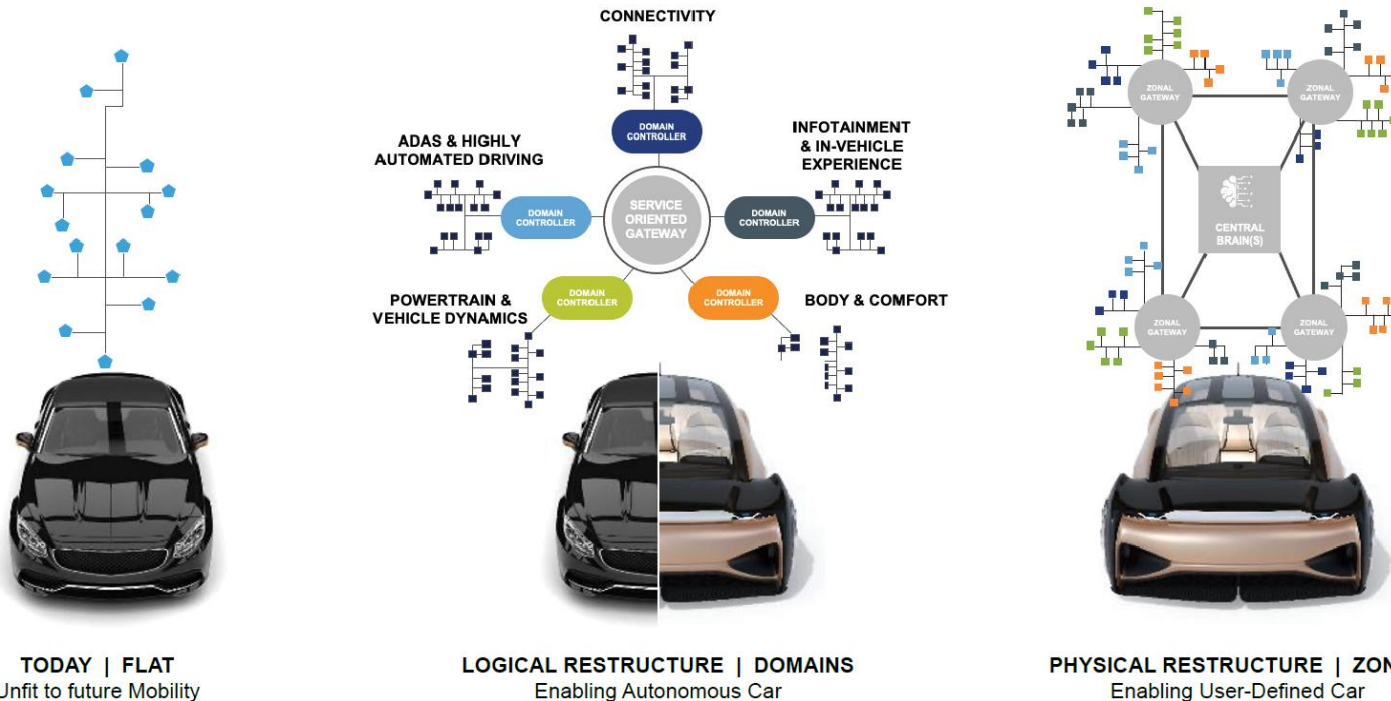 CONNECTIVITY
DOMAIN
CONTROLLER
ADAS & HIGHLY
AUTOMATED DRIVING
DOMAIN
CONTROLLER
SERVICE
ORIENTED
GATEWAY
INFOTAINMENT
& IN-VEHICLE
EXPERIENCE
DOMAIN
CONTROLLER
POWERTRAIN &
VEHICLE DYNAMICS
DOMAIN
CONTROLLER
DOMAIN
CONTROLLER
BODY & COMFORT
ZONAL
GATEWAY
ZONAL
GATEWAY
CENTRAL
BRAIN(S)
ZONAL
GATEWAY
ZONAL
GATEWAY
TODAY | FLAT
Unfit to future Mobility
LOGICAL RESTRUCTURE | DOMAINS
Enabling Autonomous Car
PHYSICAL RESTRUCTURE | ZON
Enabling User-Defined Car